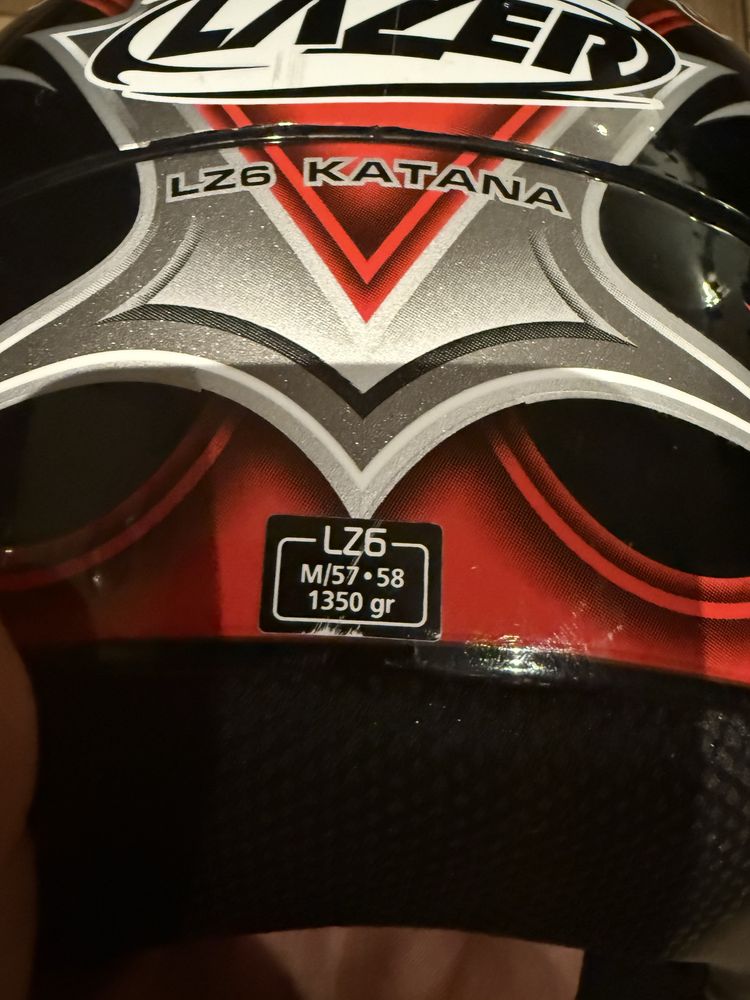 LAZER
LZ6 KATANA
LZ6
M/57•58
1350 gr